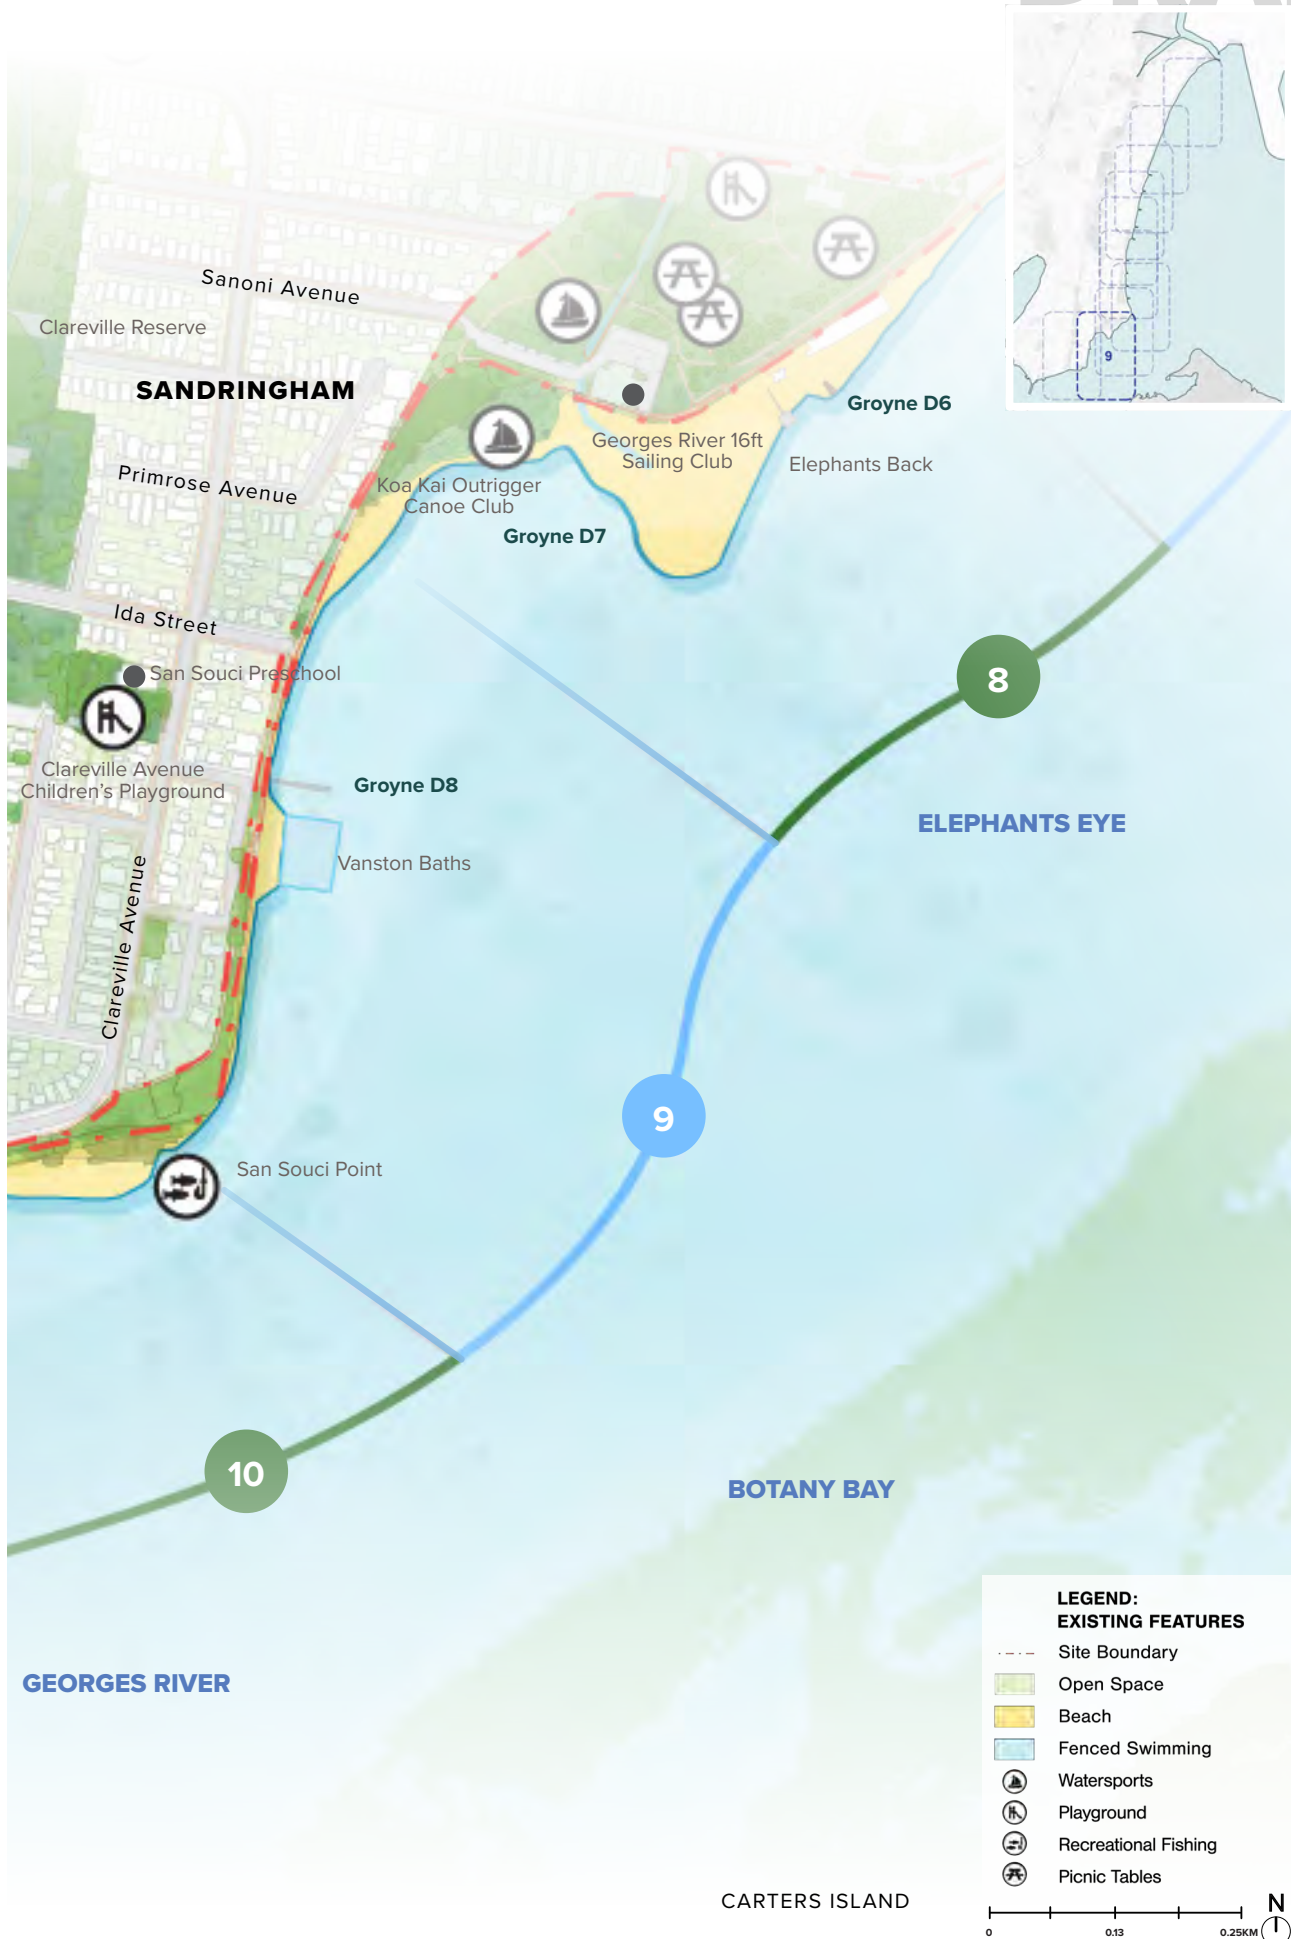 9
Sanoni Avenue
Clareville Reserve
SANDRINGHAM
Groyne D6
Georges River 16ft
Sailing Club
Elephants Back
Primrose Avenue
Koa Kai Outrigger
Canoe Club
Groyne D7
Ida Street
San Souci Preschool
8
Clareville Avenue
Children's Playground
Groyne D8
ELEPHANTS EYE
Vanston Baths
Clareville Avenue
9
San Souci Point
10
BOTANY BAY
GEORGES RIVER
LEGEND:
EXISTING FEATURES
Site Boundary
Open Space
Beach
Fenced Swimming
Watersports
Playground
Recreational Fishing
Picnic Tables
CARTERS ISLAND
N
0 0.13 0.25KM